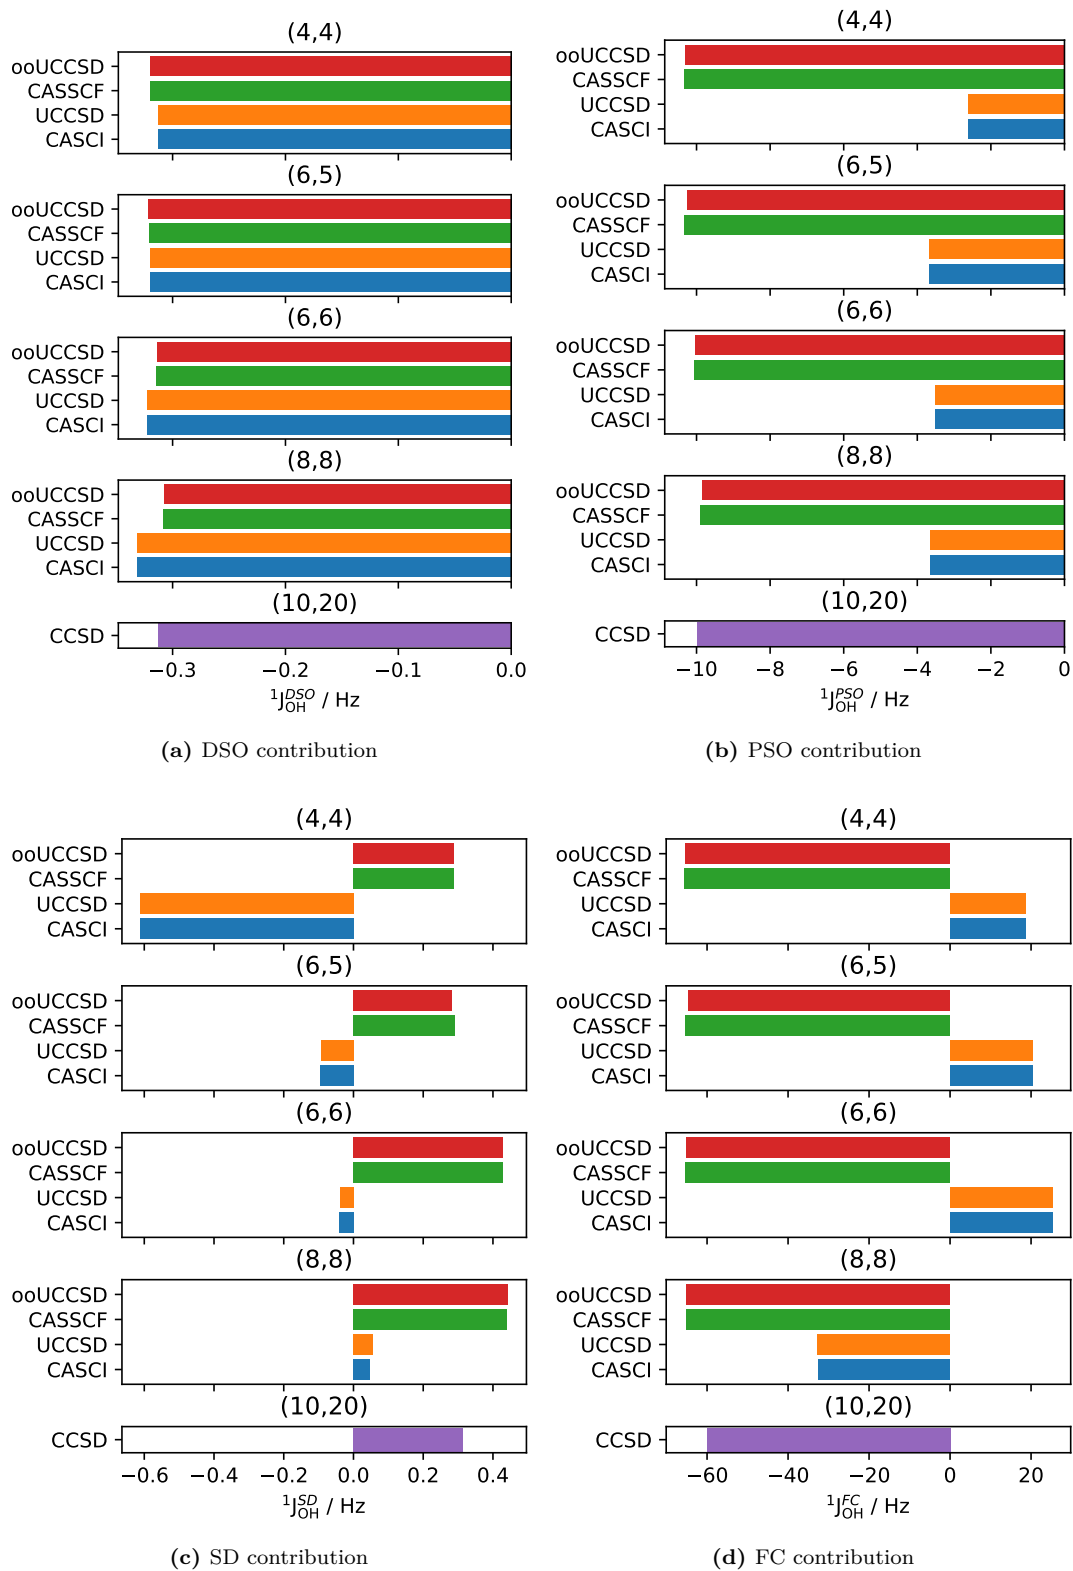 (4,4)
ooUCCSD
CASSCF
UCCSD
CASCI
(6,5)
ooUCCSD
CASSCF
UCCSD
CASCI
(6,6)
ooUCCSD
CASSCF
UCCSD
CASCI
(8,8)
ooUCCSD
CASSCF
UCCSD
CASCI
(10,20)
CCSD
−0.3 −0.2 −0.1 0.0
¹J_OH^DSO / Hz
(a) DSO contribution
(4,4)
ooUCCSD
CASSCF
UCCSD
CASCI
(6,5)
ooUCCSD
CASSCF
UCCSD
CASCI
(6,6)
ooUCCSD
CASSCF
UCCSD
CASCI
(8,8)
ooUCCSD
CASSCF
UCCSD
CASCI
(10,20)
CCSD
−10 −8 −6 −4 −2 0
¹J_OH^PSO / Hz
(b) PSO contribution
(4,4)
ooUCCSD
CASSCF
UCCSD
CASCI
(6,5)
ooUCCSD
CASSCF
UCCSD
CASCI
(6,6)
ooUCCSD
CASSCF
UCCSD
CASCI
(8,8)
ooUCCSD
CASSCF
UCCSD
CASCI
(10,20)
CCSD
−0.6 −0.4 −0.2 0.0 0.2 0.4
¹J_OH^SD / Hz
(c) SD contribution
(4,4)
ooUCCSD
CASSCF
UCCSD
CASCI
(6,5)
ooUCCSD
CASSCF
UCCSD
CASCI
(6,6)
ooUCCSD
CASSCF
UCCSD
CASCI
(8,8)
ooUCCSD
CASSCF
UCCSD
CASCI
(10,20)
CCSD
−60 −40 −20 0 20
¹J_OH^FC / Hz
(d) FC contribution